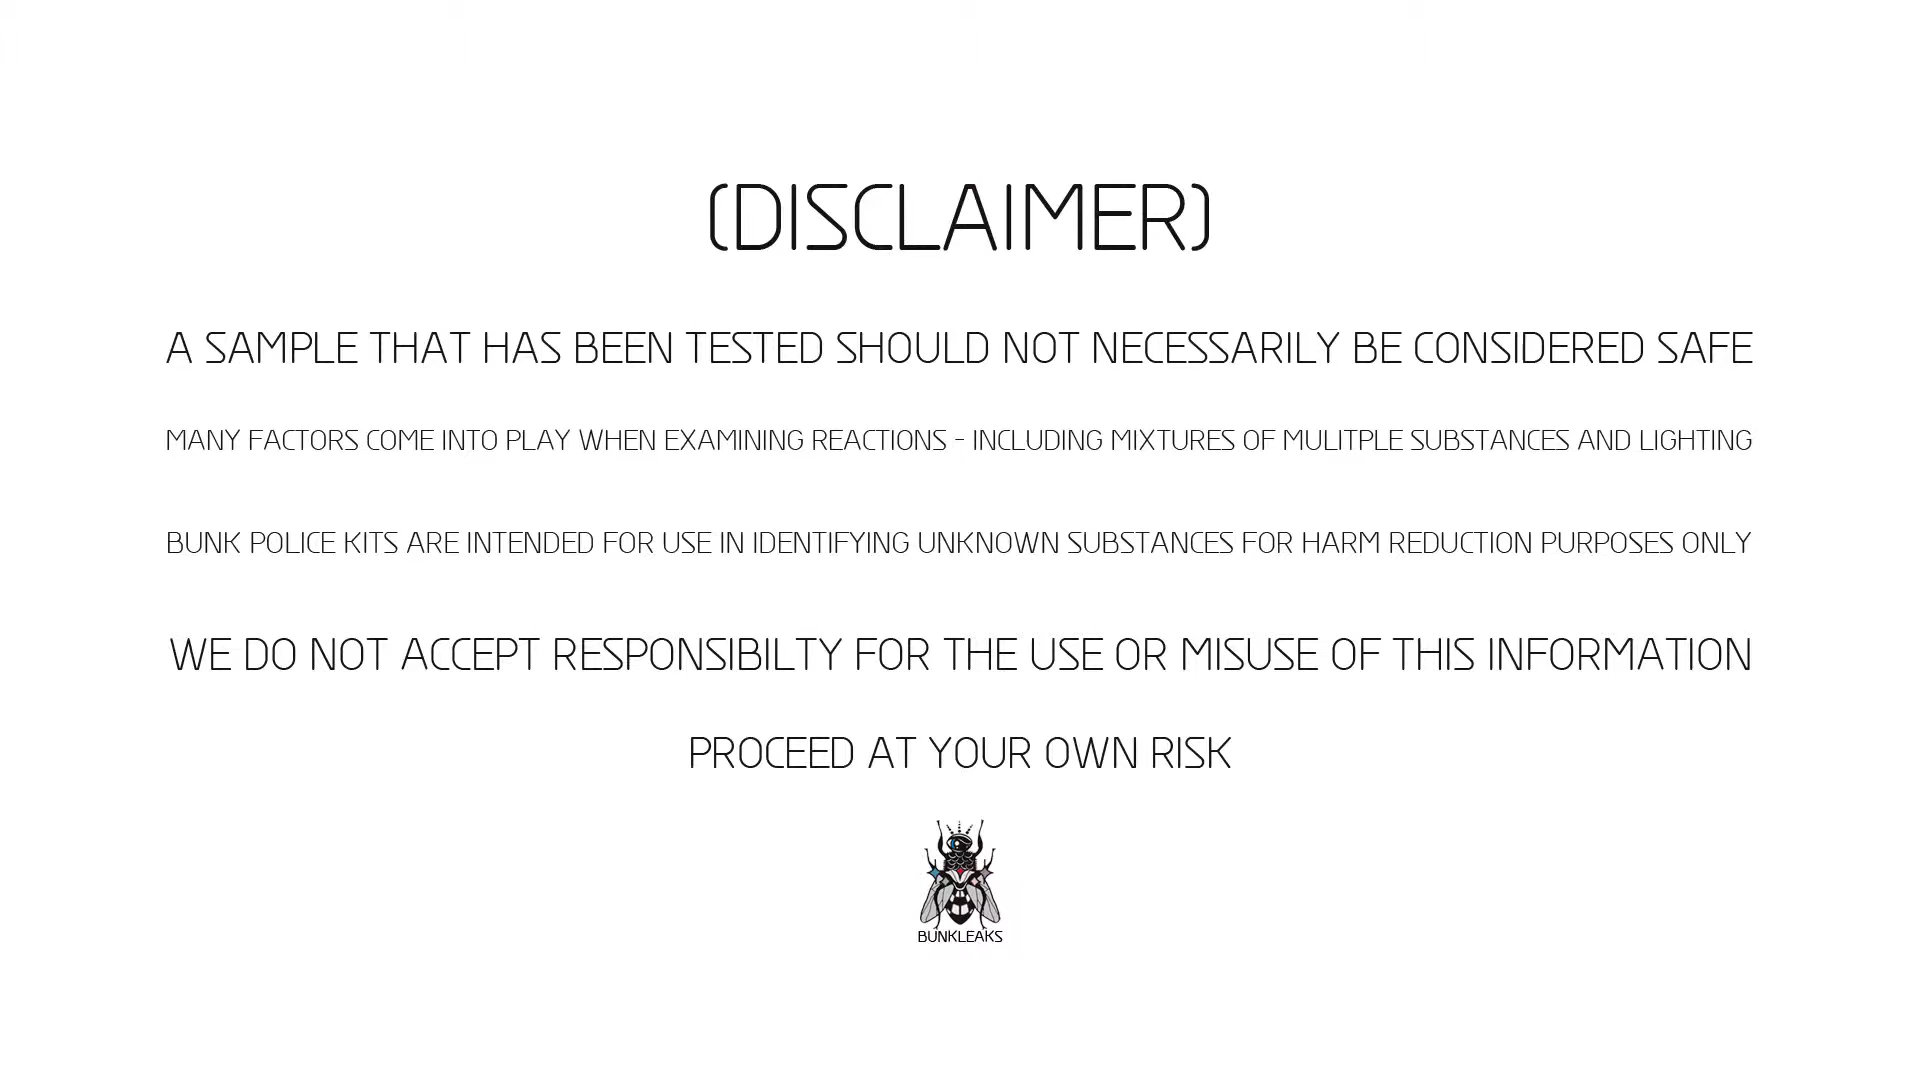 (DISCLAIMER)
A SAMPLE THAT HAS BEEN TESTED SHOULD NOT NECESSARILY BE CONSIDERED SAFE
MANY FACTORS COME INTO PLAY WHEN EXAMINING REACTIONS - INCLUDING MIXTURES OF MULITPLE SUBSTANCES AND LIGHTING
BUNK POLICE KITS ARE INTENDED FOR USE IN IDENTIFYING UNKNOWN SUBSTANCES FOR HARM REDUCTION PURPOSES ONLY
WE DO NOT ACCEPT RESPONSIBILTY FOR THE USE OR MISUSE OF THIS INFORMATION
PROCEED AT YOUR OWN RISK
BUNKLEAKS